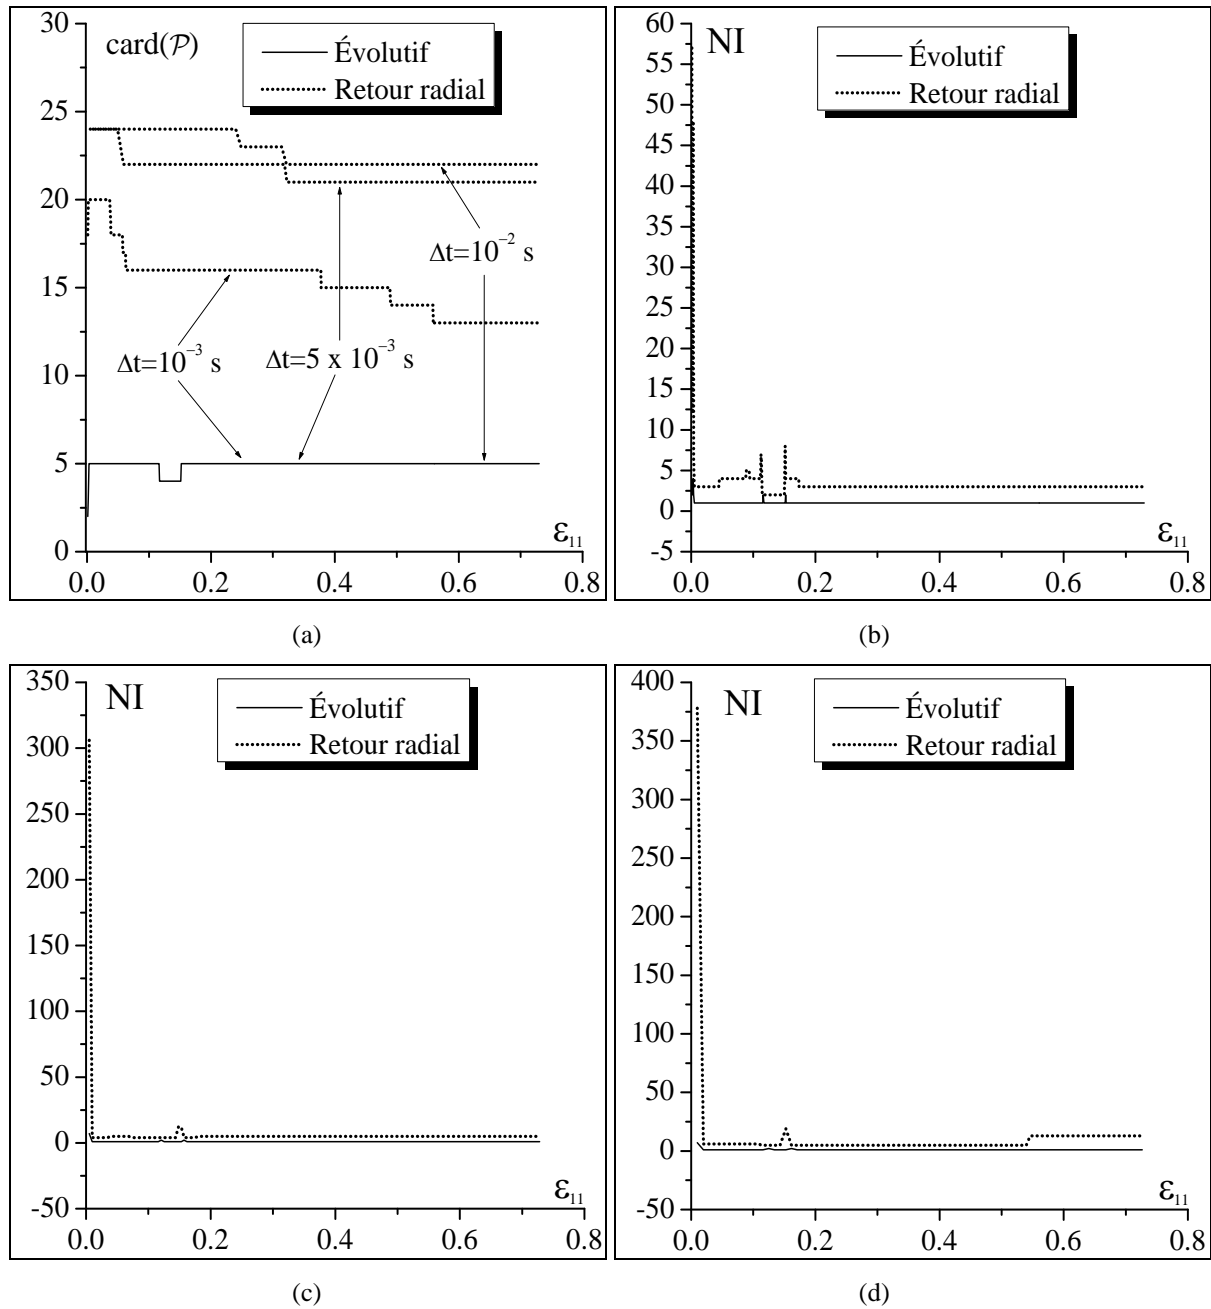 card(𝒫)
Évolutif
Retour radial
30
25
20
15
10
5
0
Δt=10⁻² s
Δt=10⁻³ s
Δt=5 x 10⁻³ s
ε₁₁
0.0 0.2 0.4 0.6 0.8
(a)
NI
Évolutif
Retour radial
60
55
50
45
40
35
30
25
20
15
10
5
0
-5
ε₁₁
0.0 0.2 0.4 0.6 0.8
(b)
NI
Évolutif
Retour radial
350
300
250
200
150
100
50
0
-50
ε₁₁
0.0 0.2 0.4 0.6 0.8
(c)
NI
Évolutif
Retour radial
400
350
300
250
200
150
100
50
0
-50
ε₁₁
0.0 0.2 0.4 0.6 0.8
(d)